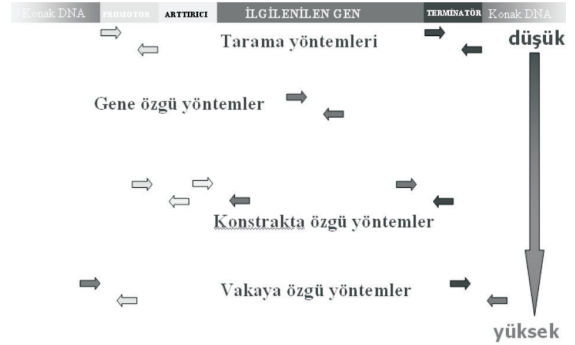 Konak DNA PROMOTOR ARTTIRICI İLGİLENİLEN GEN TERMİNATÖR Konak DNA
Tarama yöntemleri
düşük
Gene özgü yöntemler
Konstrakta özgü yöntemler
Vakaya özgü yöntemler
yüksek